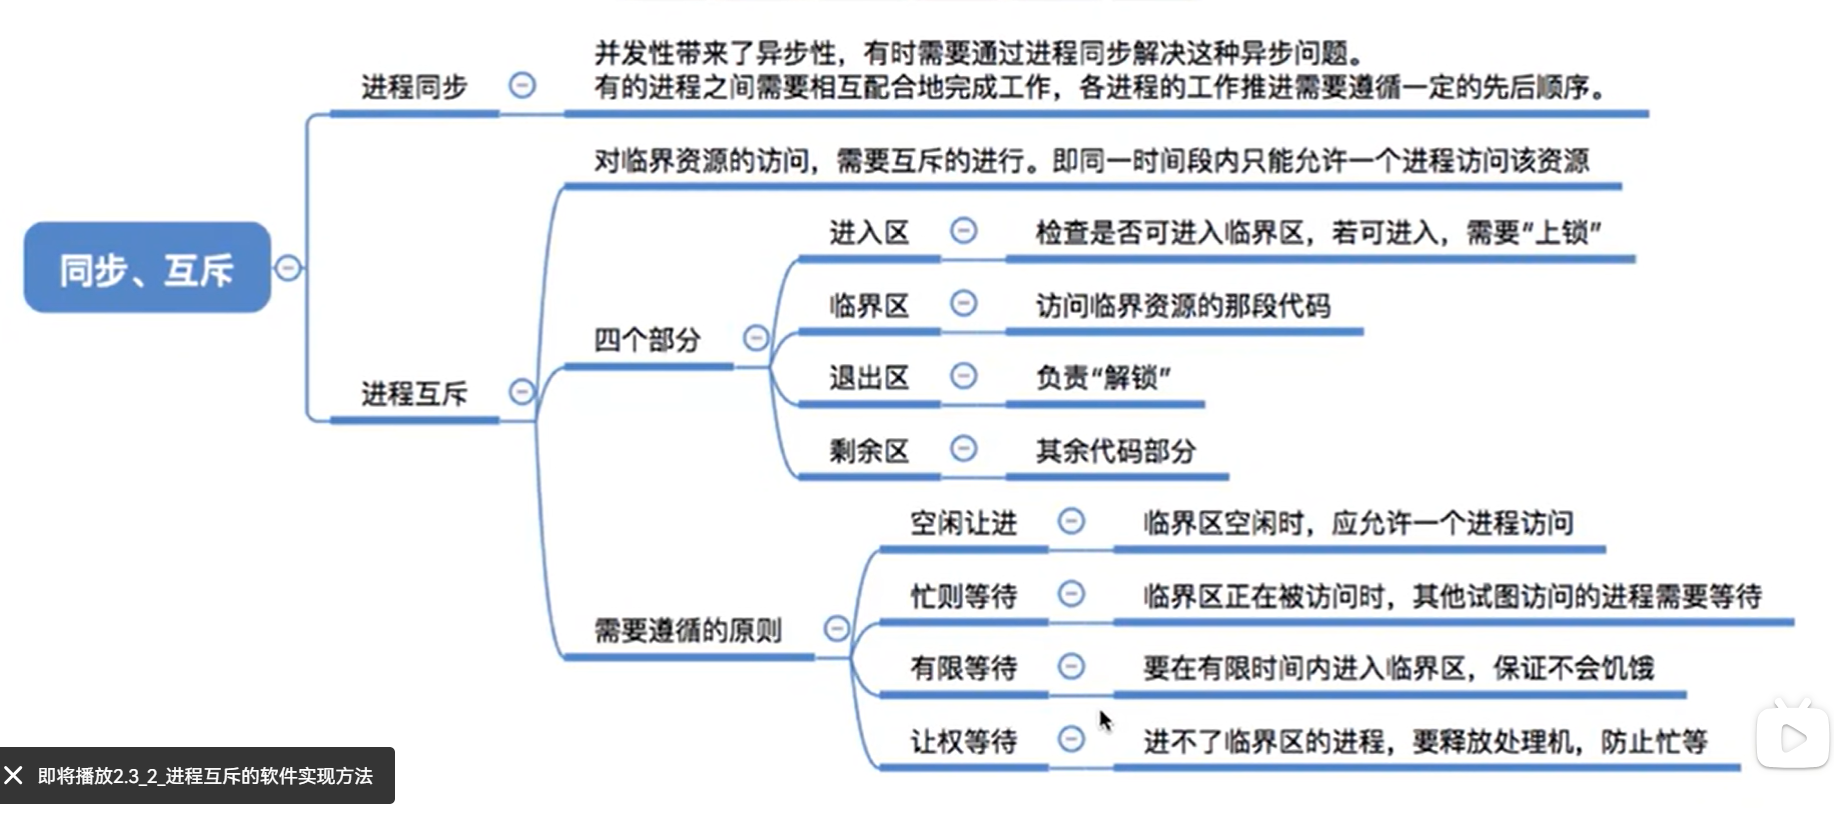 进程同步
并发性带来了异步性，有时需要通过进程同步解决这种异步问题。
有的进程之间需要相互配合地完成工作，各进程的工作推进需要遵循一定的先后顺序。
对临界资源的访问，需要互斥的进行。即同一时间段内只能允许一个进程访问该资源
进入区
检查是否可进入临界区，若可进入，需要“上锁”
同步、互斥
临界区
访问临界资源的那段代码
四个部分
退出区
负责“解锁”
进程互斥
剩余区
其余代码部分
空闲让进
临界区空闲时，应允许一个进程访问
忙则等待
临界区正在被访问时，其他试图访问的进程需要等待
需要遵循的原则
有限等待
要在有限时间内进入临界区，保证不会饥饿
让权等待
进不了临界区的进程，要释放处理机，防止忙等
即将播放2.3_2_进程互斥的软件实现方法